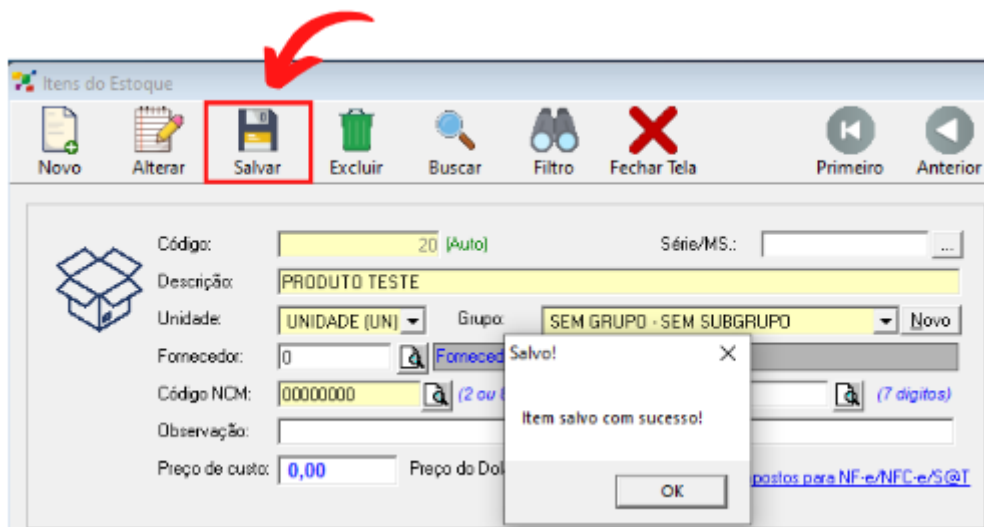 Itens do Estoque
Novo Alterar Salvar Excluir Buscar Filtro Fechar Tela Primeiro Anterior
Código: 20 (Auto) Série/MS.: ...
Descrição: PRODUTO TESTE
Unidade: UNIDADE (UN) Grupo: SEM GRUPO - SEM SUBGRUPO Novo
Fornecedor: 0 Forneced
Salvo!
Código NCM: 00000000 (2 ou (7 dígitos)
Item salvo com sucesso!
Observação:
Preço de custo: 0,00 Preço do Dol postos para NF-e/NFC-e/S@T
OK